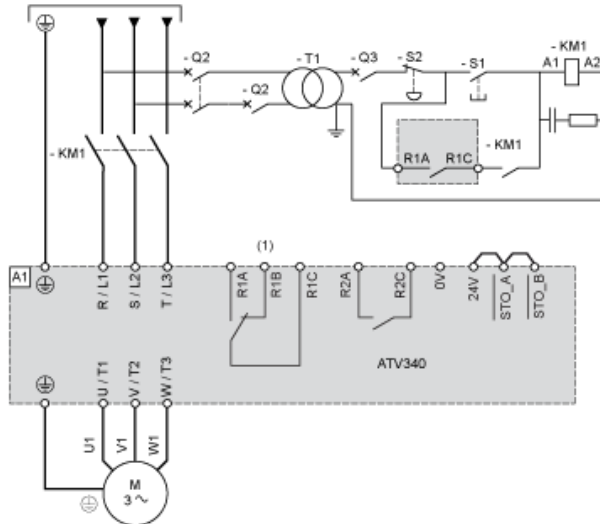 - Q2
- T1
- Q3
- S2
- S1
- KM1
A1
A2
- Q2
- KM1
R1A
R1C
- KM1
(1)
A1
R / L1
S / L2
T / L3
R1A
R1B
R1C
R2A
R2C
0V
24V
STO_A
STO_B
ATV340
U / T1
V / T2
W / T3
U1
V1
W1
M
3 ~